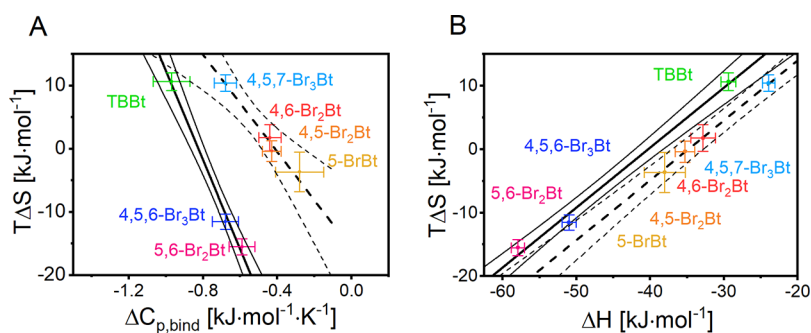 A
TΔS [kJ·mol⁻¹]
10
0
-10
-20
TBBt
4,5,7-Br₃Bt
4,6-Br₂Bt
4,5-Br₂Bt
5-BrBt
4,5,6-Br₃Bt
5,6-Br₂Bt
-1.2
-0.8
-0.4
0.0
ΔCp,bind [kJ·mol⁻¹·K⁻¹]
B
TΔS [kJ·mol⁻¹]
10
0
-10
-20
TBBt
4,5,6-Br₃Bt
5,6-Br₂Bt
4,5,7-Br₃Bt
4,6-Br₂Bt
4,5-Br₂Bt
5-BrBt
-60
-50
-40
-30
-20
ΔH [kJ·mol⁻¹]